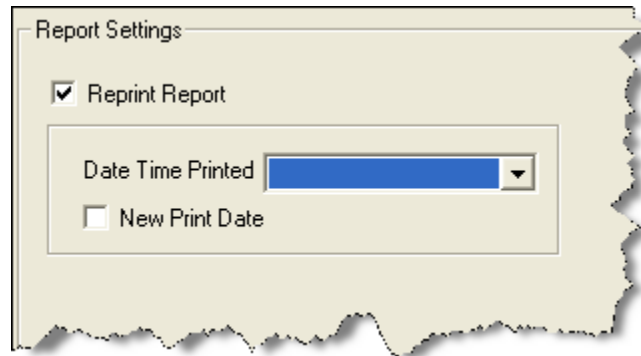 Report Settings
Reprint Report
Date Time Printed
New Print Date